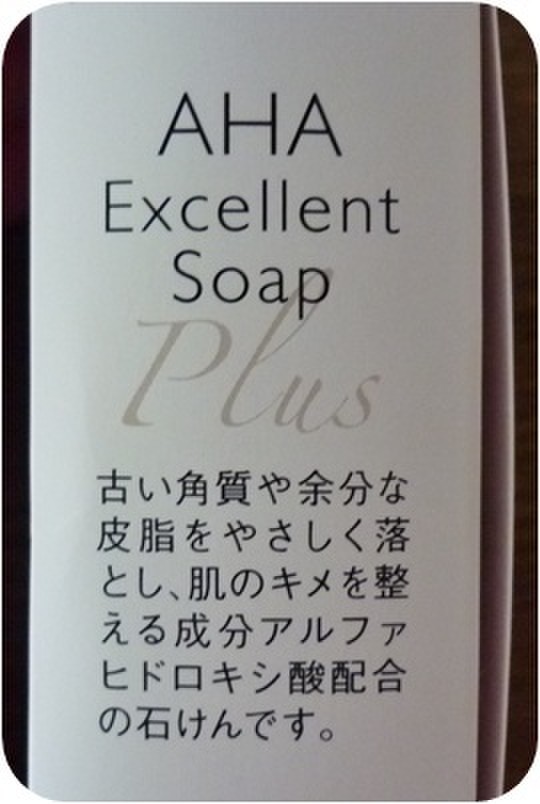 AHA
Excellent
Soap
Plus
古い角質や余分な
皮脂をやさしく落
とし、肌のキメを整
える成分アルファ
ヒドロキシ酸配合
の石けんです。